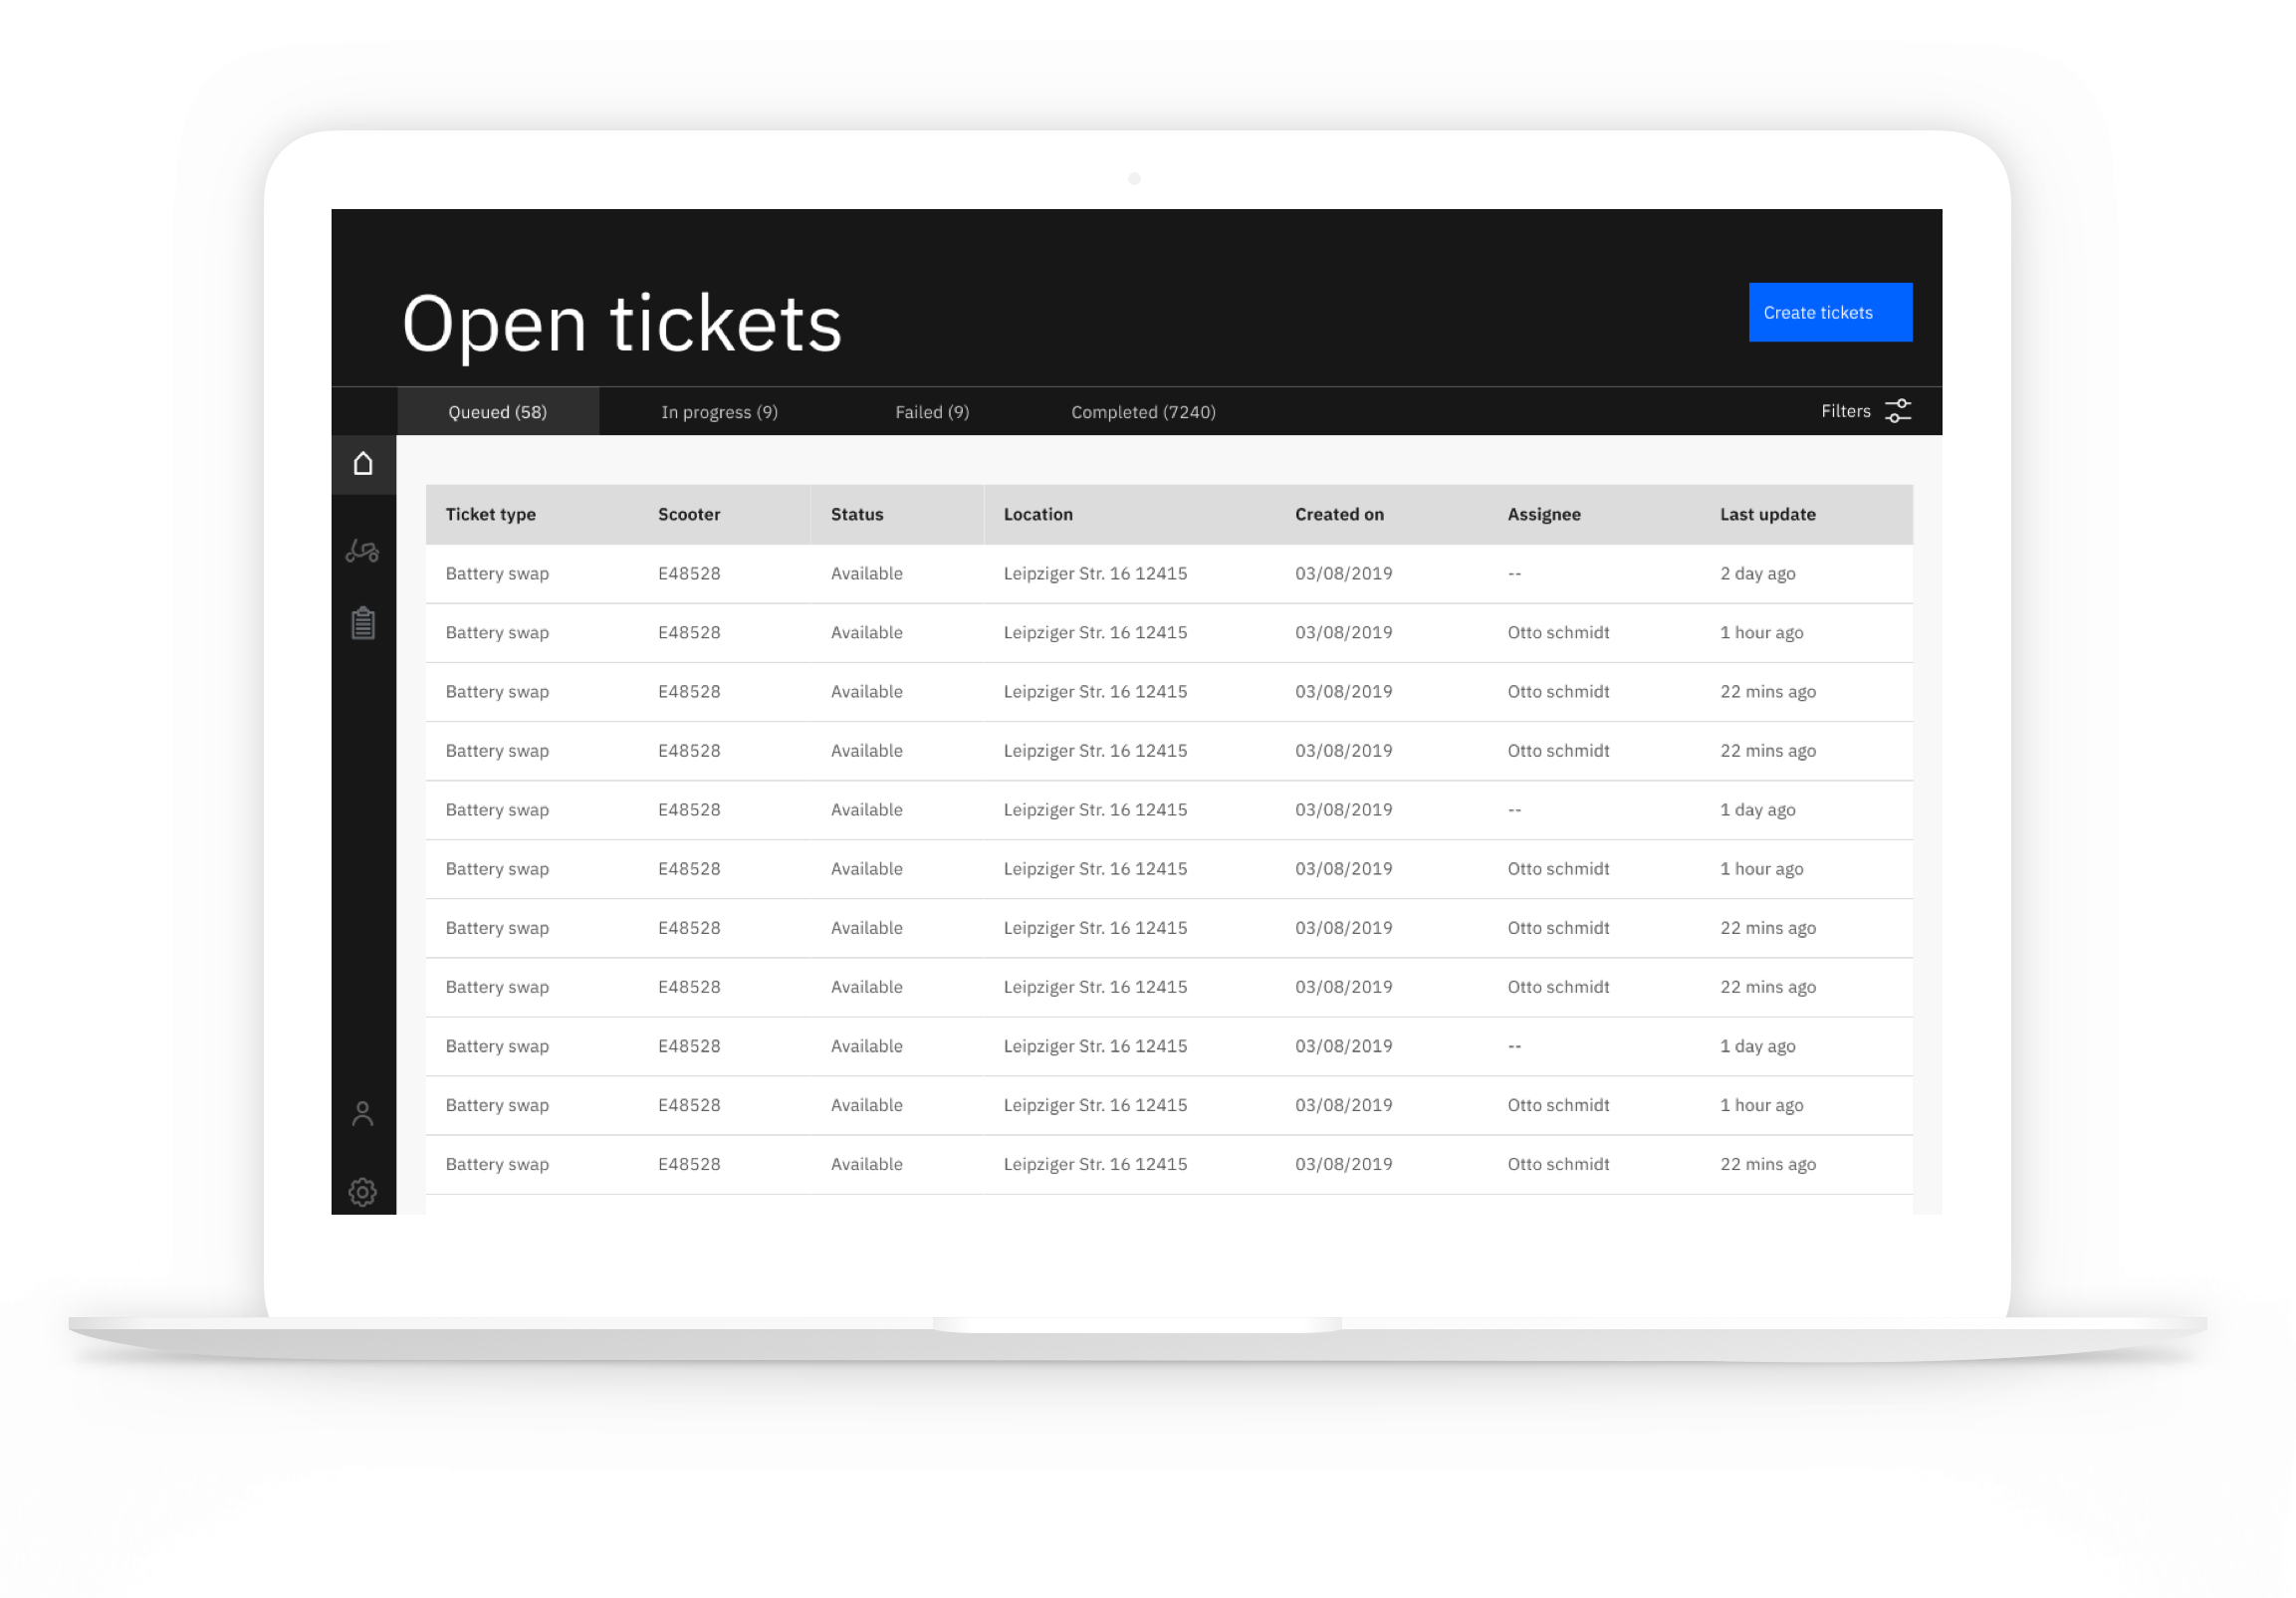 Open tickets
Create tickets
Queued (58) In progress (9) Failed (9) Completed (7240) Filters
Ticket type Scooter Status Location Created on Assignee Last update
Battery swap E48528 Available Leipziger Str. 16 12415 03/08/2019 -- 2 day ago
Battery swap E48528 Available Leipziger Str. 16 12415 03/08/2019 Otto schmidt 1 hour ago
Battery swap E48528 Available Leipziger Str. 16 12415 03/08/2019 Otto schmidt 22 mins ago
Battery swap E48528 Available Leipziger Str. 16 12415 03/08/2019 Otto schmidt 22 mins ago
Battery swap E48528 Available Leipziger Str. 16 12415 03/08/2019 -- 1 day ago
Battery swap E48528 Available Leipziger Str. 16 12415 03/08/2019 Otto schmidt 1 hour ago
Battery swap E48528 Available Leipziger Str. 16 12415 03/08/2019 Otto schmidt 22 mins ago
Battery swap E48528 Available Leipziger Str. 16 12415 03/08/2019 Otto schmidt 22 mins ago
Battery swap E48528 Available Leipziger Str. 16 12415 03/08/2019 -- 1 day ago
Battery swap E48528 Available Leipziger Str. 16 12415 03/08/2019 Otto schmidt 1 hour ago
Battery swap E48528 Available Leipziger Str. 16 12415 03/08/2019 Otto schmidt 22 mins ago